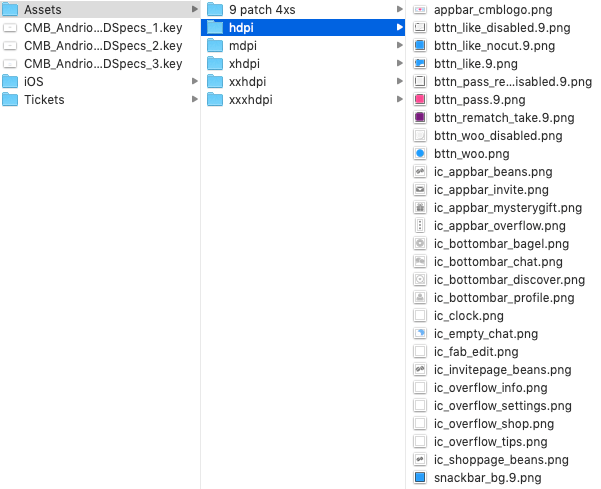 Assets
CMB_Andrio...DSpecs_1.key
CMB_Andrio...DSpecs_2.key
CMB_Andrio...DSpecs_3.key
iOS
Tickets
9 patch 4xs
hdpi
mdpi
xhdpi
xxhdpi
xxxhdpi
appbar_cmblogo.png
bttn_like_disabled.9.png
bttn_like_nocut.9.png
bttn_like.9.png
bttn_pass_re...isabled.9.png
bttn_pass.9.png
bttn_rematch_take.9.png
bttn_woo_disabled.png
bttn_woo.png
ic_appbar_beans.png
ic_appbar_invite.png
ic_appbar_mysterygift.png
ic_appbar_overflow.png
ic_bottombar_bagel.png
ic_bottombar_chat.png
ic_bottombar_discover.png
ic_bottombar_profile.png
ic_clock.png
ic_empty_chat.png
ic_fab_edit.png
ic_invitepage_beans.png
ic_overflow_info.png
ic_overflow_settings.png
ic_overflow_shop.png
ic_overflow_tips.png
ic_shoppage_beans.png
snackbar_bg.9.png